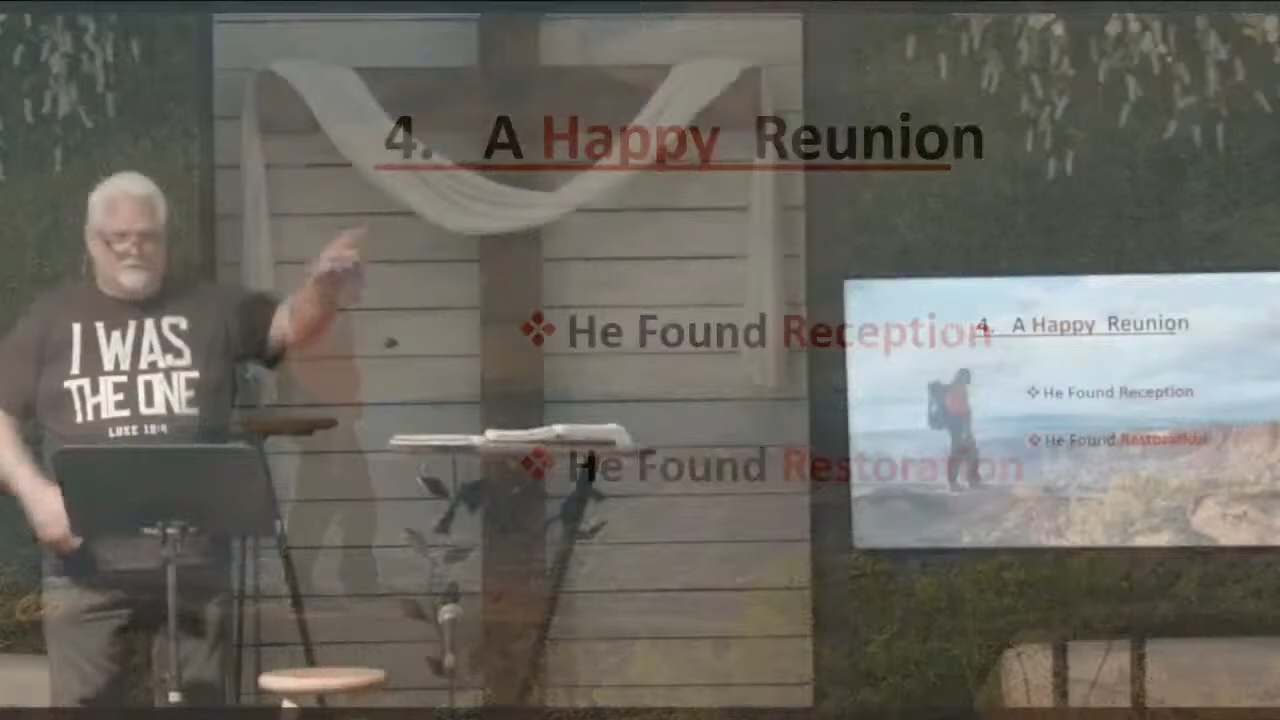 4. A Happy Reunion
❖ He Found Reception
❖ He Found Restoration
I WAS
THE ONE
4. A Happy Reunion
❖ He Found Reception
❖ He Found Restoration